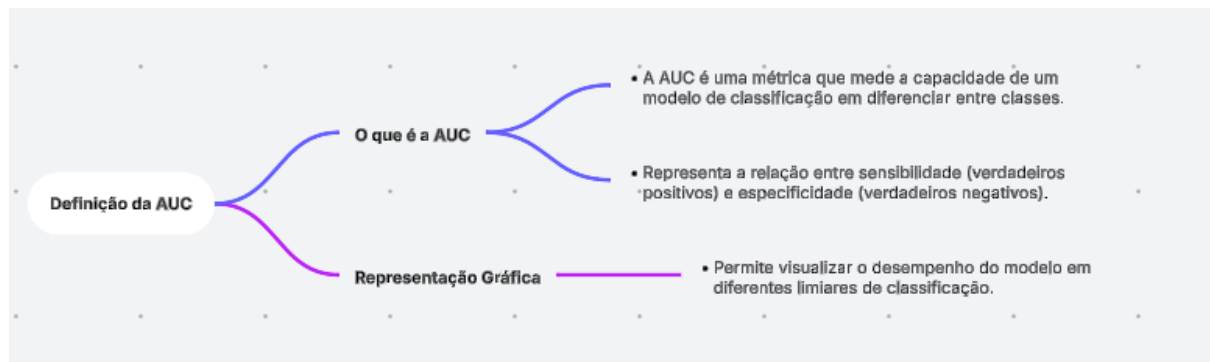 Definição da AUC
O que é a AUC
• A AUC é uma métrica que mede a capacidade de um
modelo de classificação em diferenciar entre classes.
• Representa a relação entre sensibilidade (verdadeiros
positivos) e especificidade (verdadeiros negativos).
Representação Gráfica
• Permite visualizar o desempenho do modelo em
diferentes limiares de classificação.